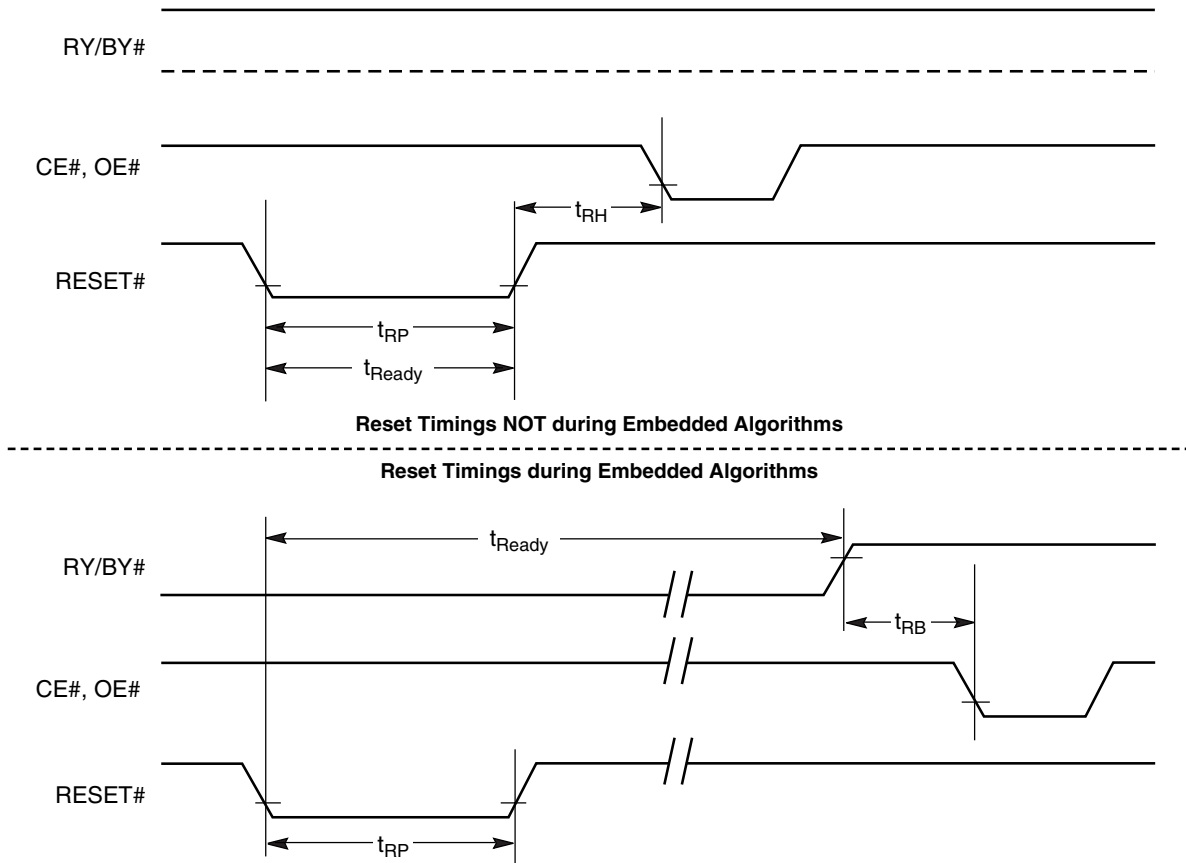 RY/BY#
CE#, OE#
tRH
RESET#
tRP
tReady
Reset Timings NOT during Embedded Algorithms
Reset Timings during Embedded Algorithms
tReady
RY/BY#
tRB
CE#, OE#
RESET#
tRP